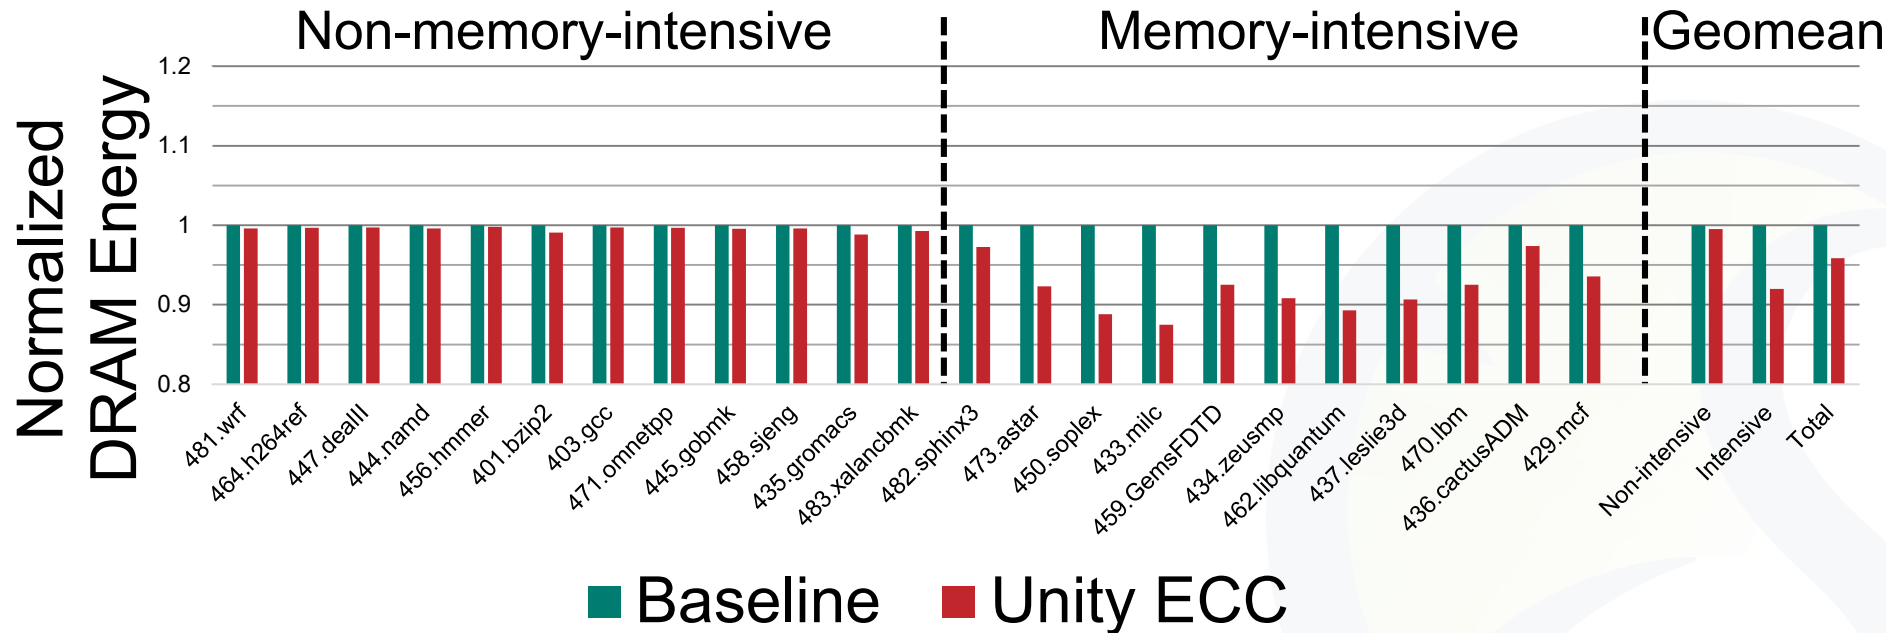 Non-memory-intensive
Memory-intensive
Geomean
Normalized
DRAM Energy
1.2
1.1
1
0.9
0.8
481.wrf
464.h264ref
447.dealII
444.namd
456.hmmer
401.bzip2
403.gcc
471.omnetpp
445.gobmk
458.sjeng
435.gromacs
483.xalancbmk
482.sphinx3
473.astar
450.soplex
433.milc
459.GemsFDTD
434.zeusmp
462.libquantum
437.leslie3d
470.lbm
436.cactusADM
429.mcf
Non-intensive
Intensive
Total
Baseline
Unity ECC